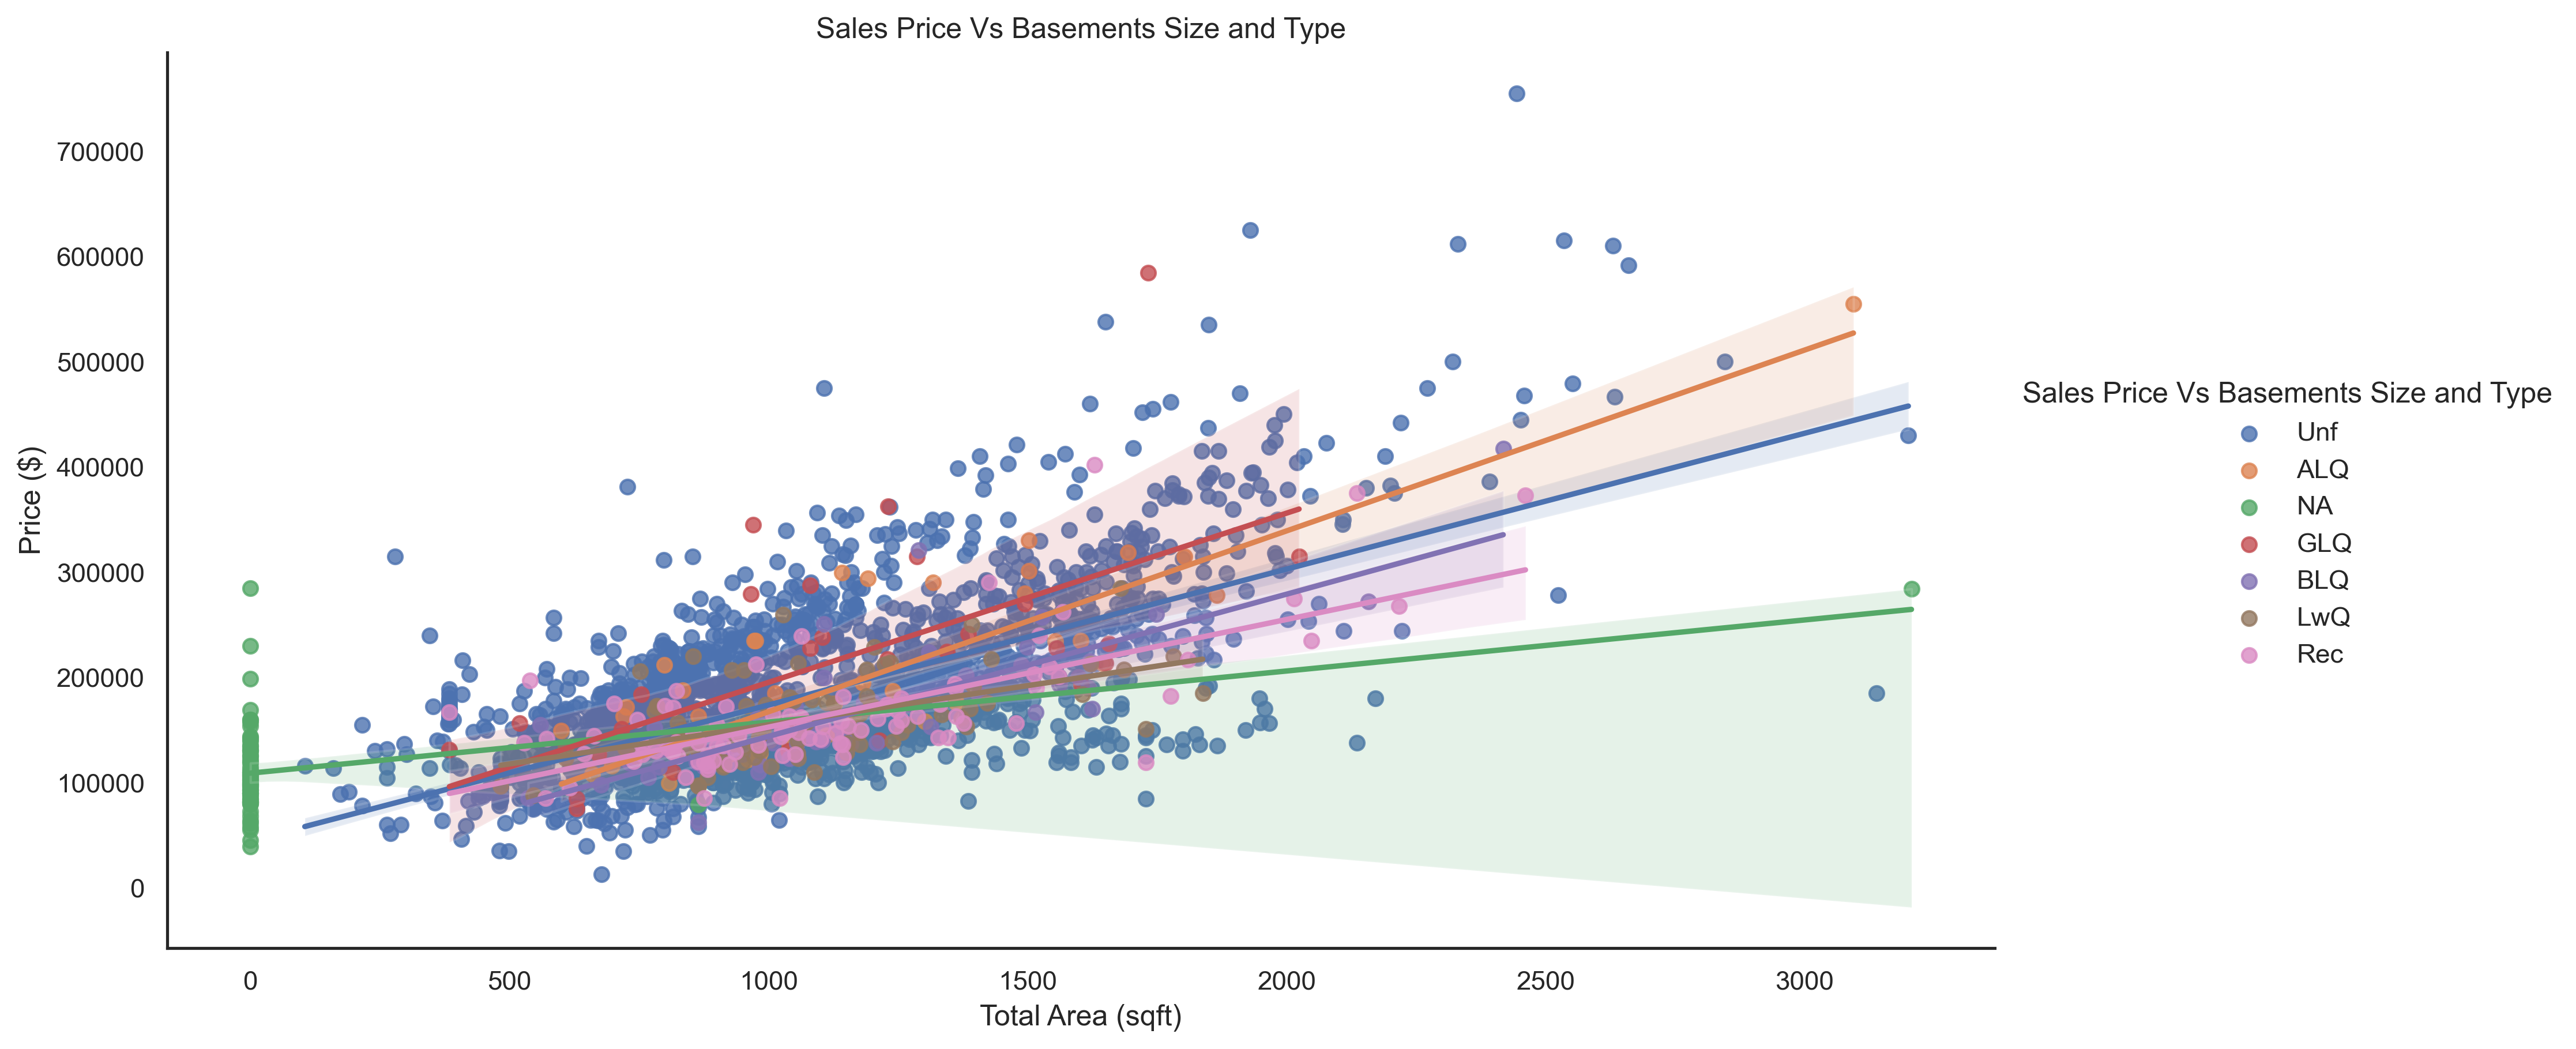 Sales Price Vs Basements Size and Type
Price ($)
700000
600000
500000
400000
300000
200000
100000
0
0 500 1000 1500 2000 2500 3000
Total Area (sqft)
Sales Price Vs Basements Size and Type
Unf
ALQ
NA
GLQ
BLQ
LwQ
Rec